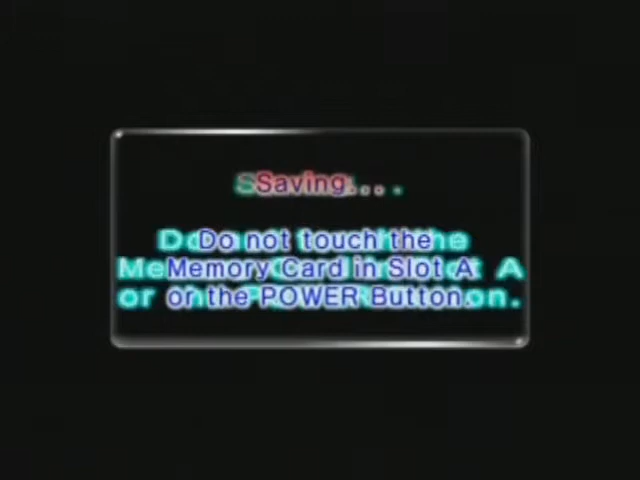 Saving...
Do not touch the
Memory Card in Slot A
or the POWER Button.